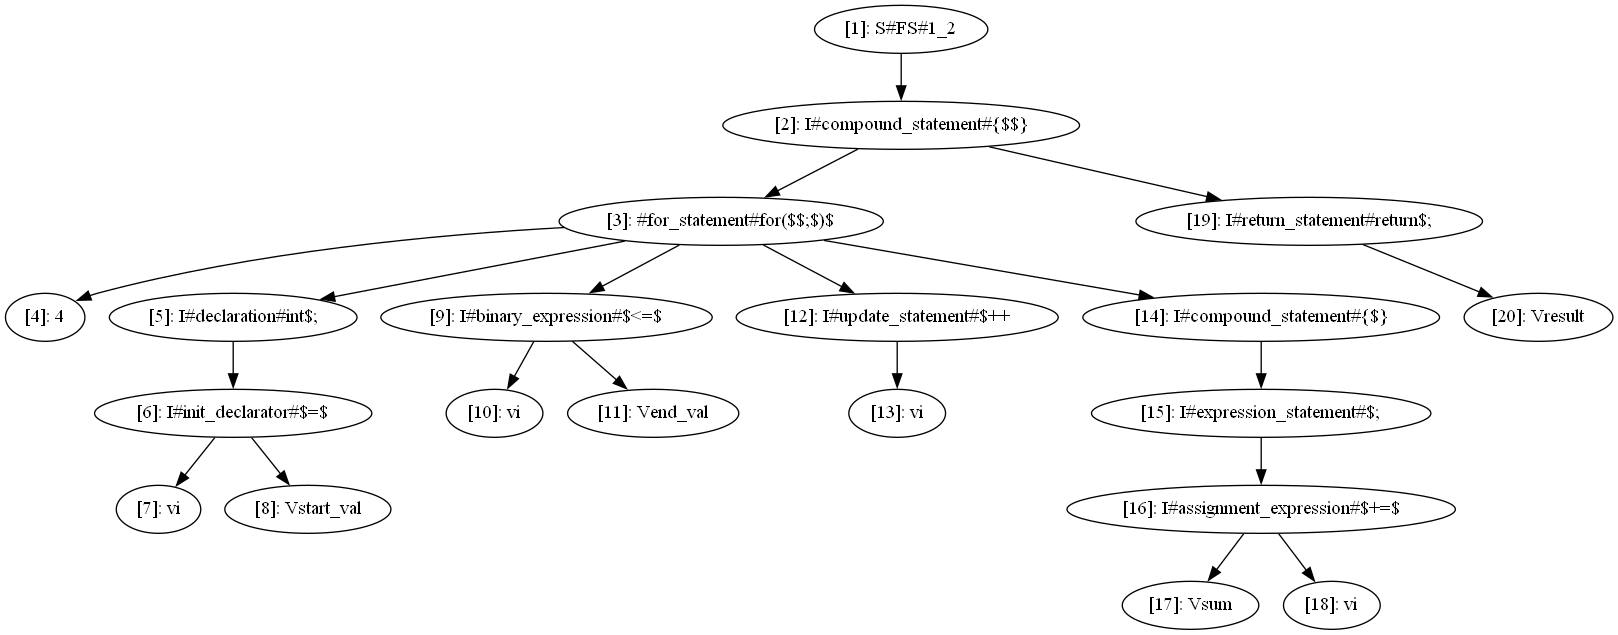 [1]: S#FS#1_2
[2]: I#compound_statement#{$$}
[3]: #for_statement#for($$;$)$
[19]: I#return_statement#return$;
[4]: 4
[5]: I#declaration#int$;
[9]: I#binary_expression#$<=$
[12]: I#update_statement#$++
[14]: I#compound_statement#{$}
[20]: Vresult
[6]: I#init_declarator#$=$
[10]: vi
[11]: Vend_val
[13]: vi
[15]: I#expression_statement#$;
[7]: vi
[8]: Vstart_val
[16]: I#assignment_expression#$+=$
[17]: Vsum
[18]: vi